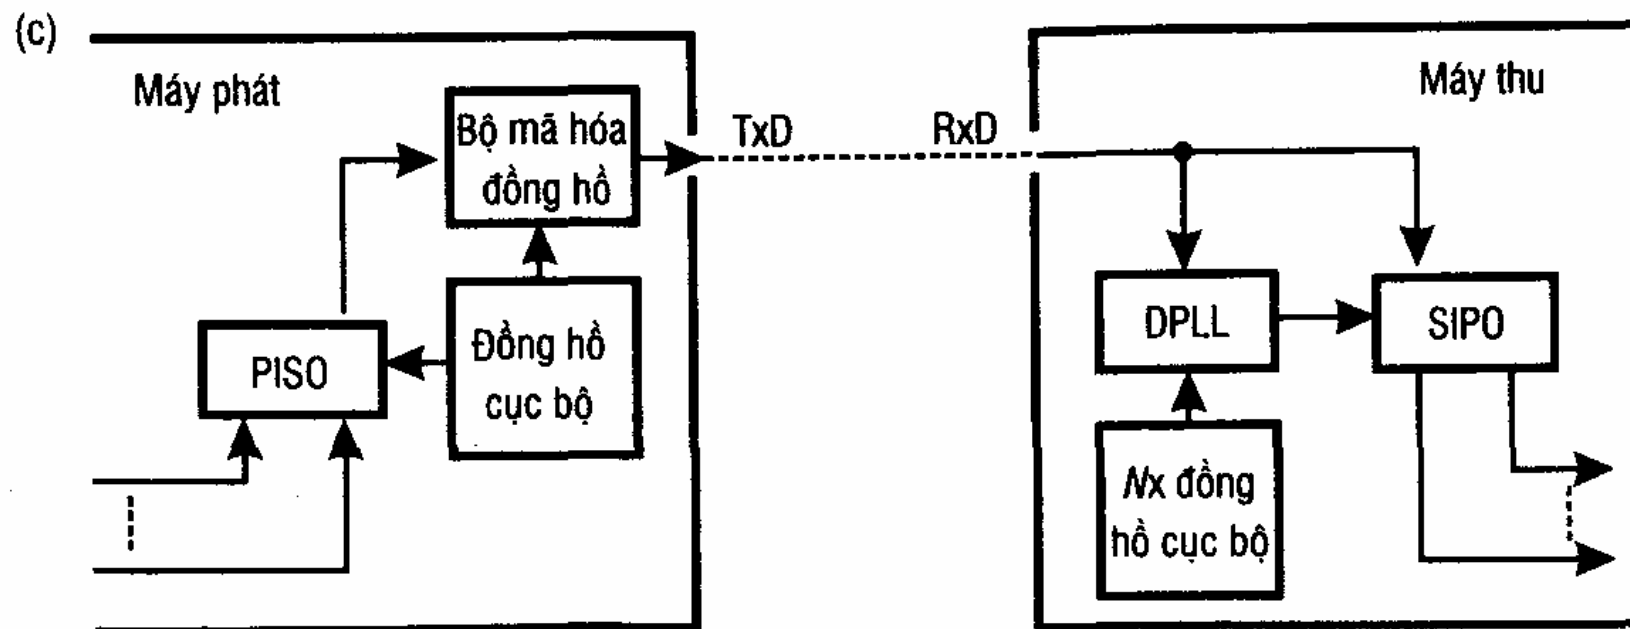 (c)
Máy phát
Máy thu
Bộ mã hóa
đồng hồ
TxD
RxD
Đồng hồ
cục bộ
PISO
DPLL
SIPO
Nx đồng
hồ cục bộ